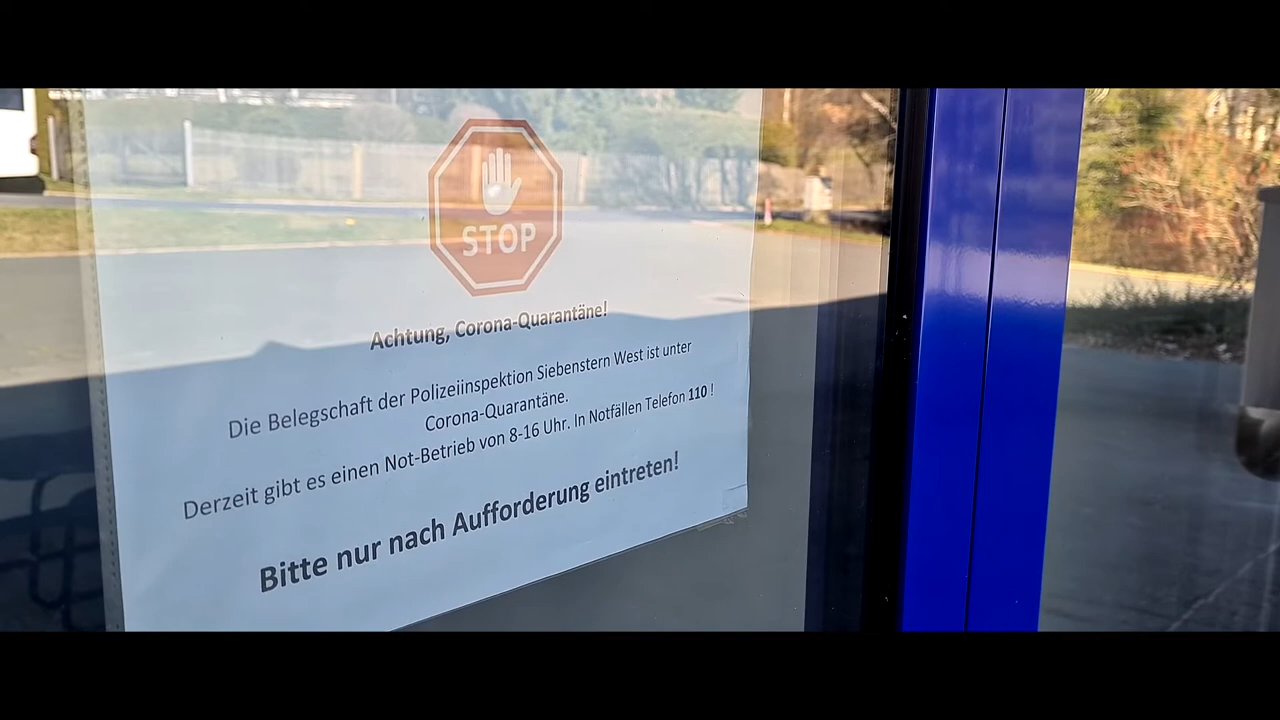 STOP
Achtung, Corona-Quarantäne!
Die Belegschaft der Polizeiinspektion Siebenstern West ist unter
Corona-Quarantäne.
Derzeit gibt es einen Not-Betrieb von 8-16 Uhr. In Notfällen Telefon 110 !
Bitte nur nach Aufforderung eintreten!